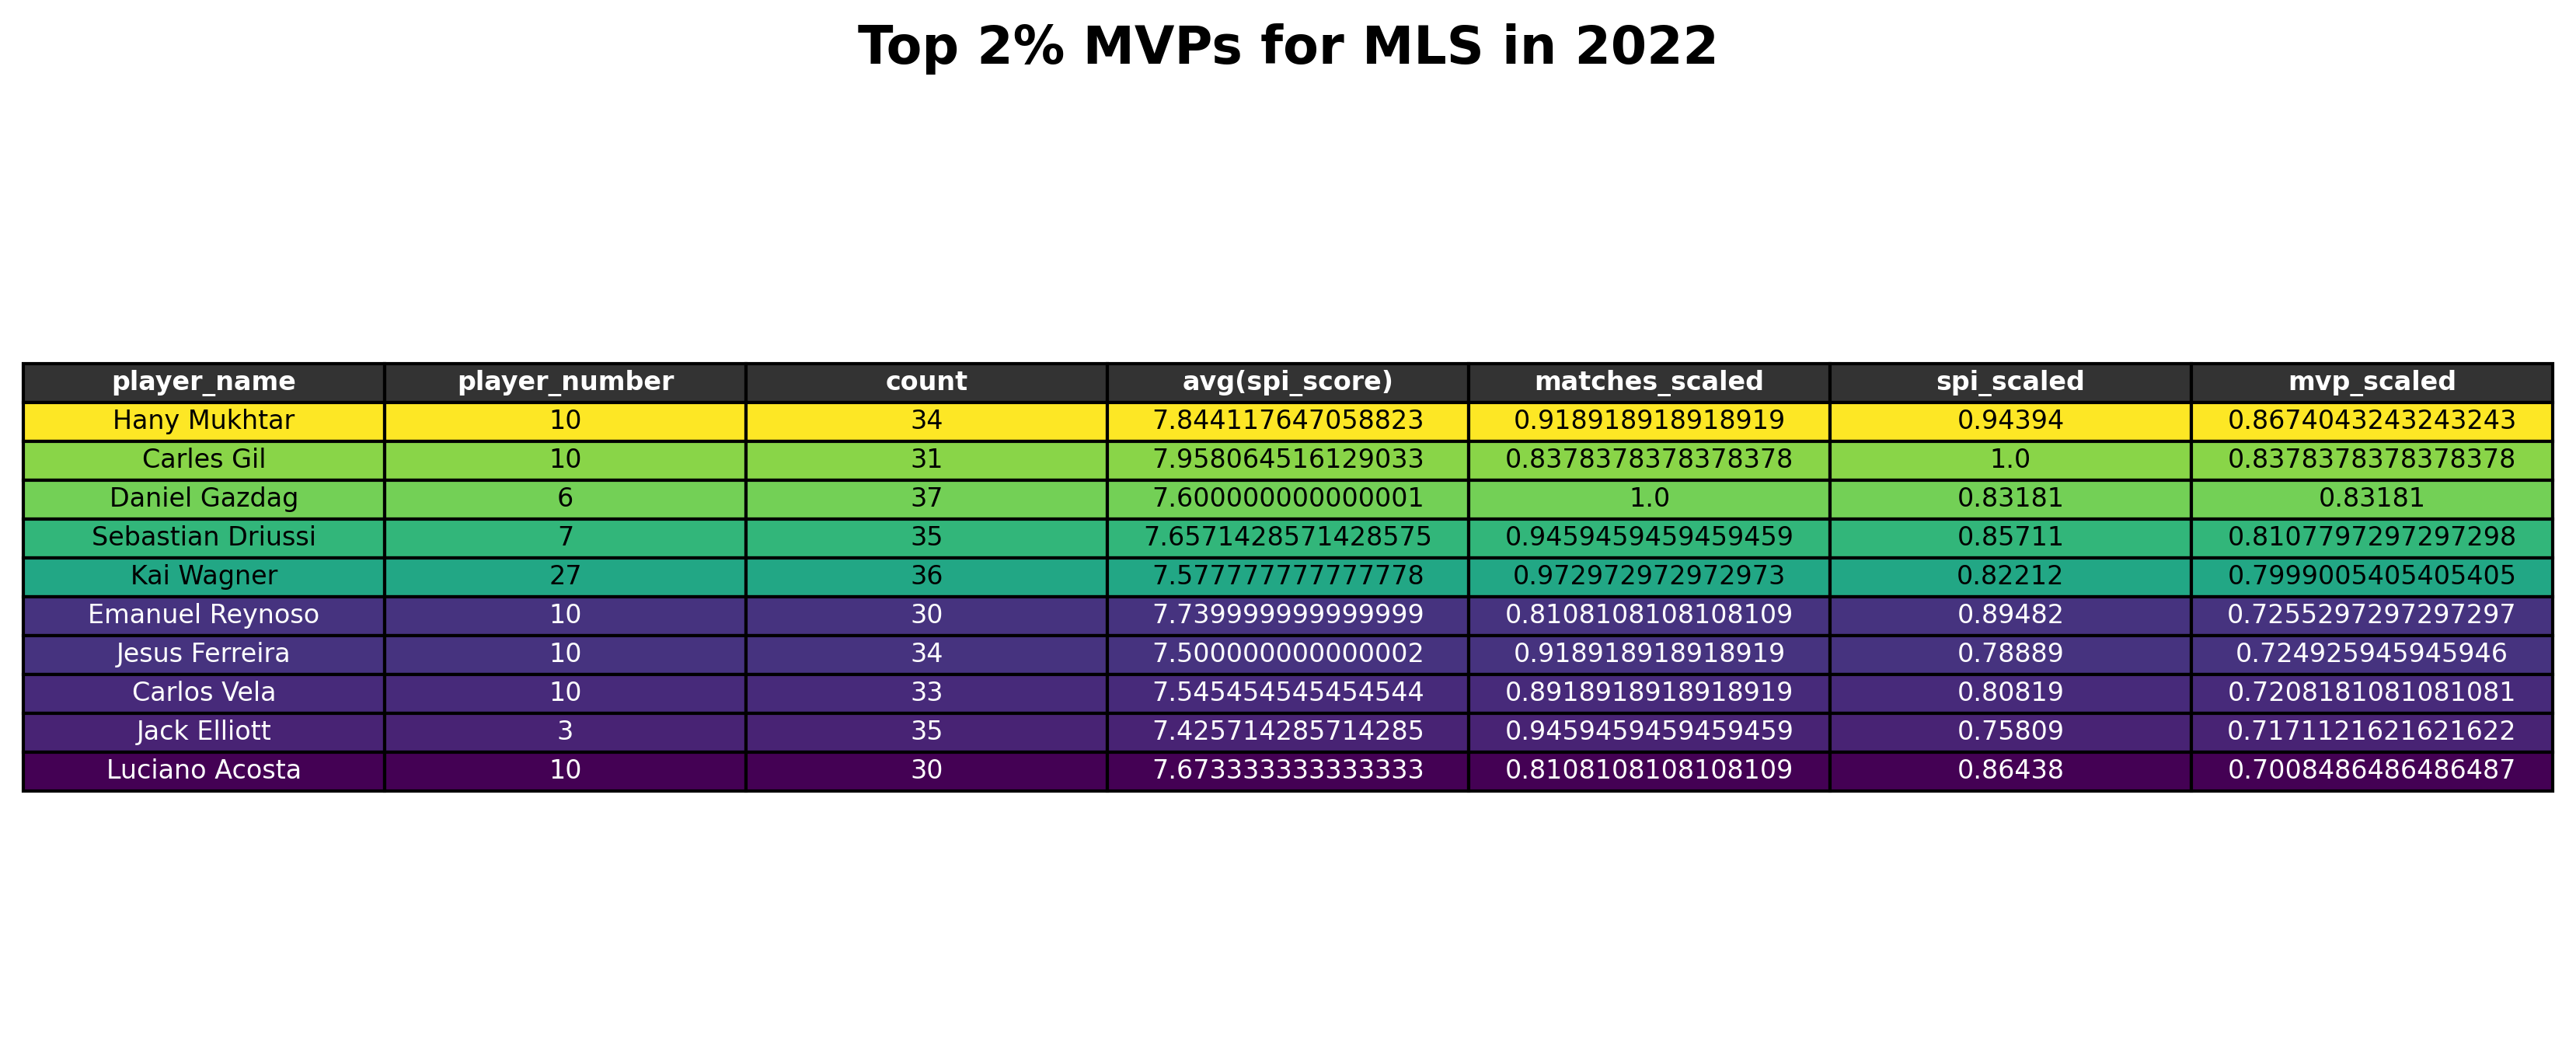 Top 2% MVPs for MLS in 2022
player_name player_number count avg(spi_score) matches_scaled spi_scaled mvp_scaled
Hany Mukhtar 10 34 7.844117647058823 0.918918918918919 0.94394 0.8674043243243243
Carles Gil 10 31 7.958064516129033 0.8378378378378378 1.0 0.8378378378378378
Daniel Gazdag 6 37 7.600000000000001 1.0 0.83181 0.83181
Sebastian Driussi 7 35 7.6571428571428575 0.9459459459459459 0.85711 0.8107797297297298
Kai Wagner 27 36 7.577777777777778 0.972972972972973 0.82212 0.7999005405405405
Emanuel Reynoso 10 30 7.739999999999999 0.8108108108108109 0.89482 0.7255297297297297
Jesus Ferreira 10 34 7.500000000000002 0.918918918918919 0.78889 0.724925945945946
Carlos Vela 10 33 7.545454545454544 0.8918918918918919 0.80819 0.7208181081081081
Jack Elliott 3 35 7.425714285714285 0.9459459459459459 0.75809 0.7171121621621622
Luciano Acosta 10 30 7.673333333333333 0.8108108108108109 0.86438 0.7008486486486487